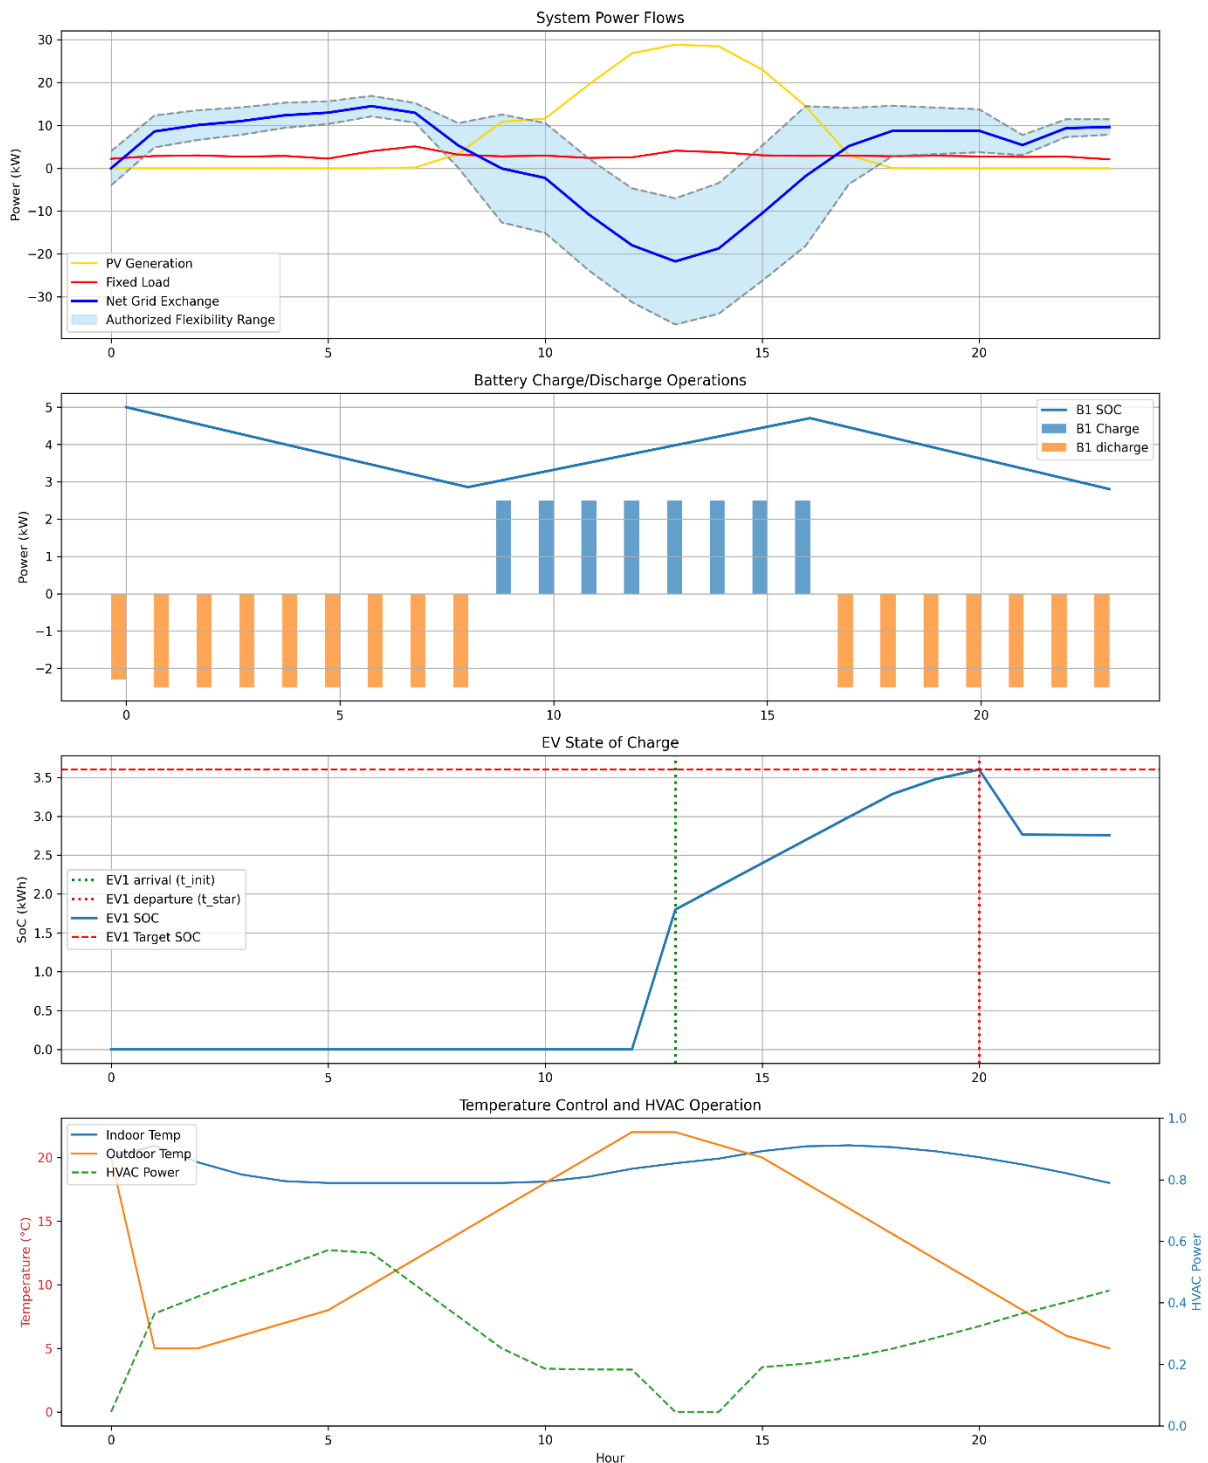 System Power Flows
30
20
10
0
−10
−20
−30
Power (kW)
PV Generation
Fixed Load
Net Grid Exchange
Authorized Flexibility Range
0 5 10 15 20
Battery Charge/Discharge Operations
5
4
3
2
1
0
−1
−2
Power (kW)
B1 SOC
B1 Charge
B1 dicharge
0 5 10 15 20
EV State of Charge
3.5
3.0
2.5
2.0
1.5
1.0
0.5
0.0
SoC (kWh)
EV1 arrival (t_init)
EV1 departure (t_star)
EV1 SOC
EV1 Target SOC
0 5 10 15 20
Temperature Control and HVAC Operation
Indoor Temp
Outdoor Temp
HVAC Power
20
15
10
5
0
Temperature (°C)
1.0
0.8
0.6
0.4
0.2
0.0
HVAC Power
0 5 10 15 20
Hour